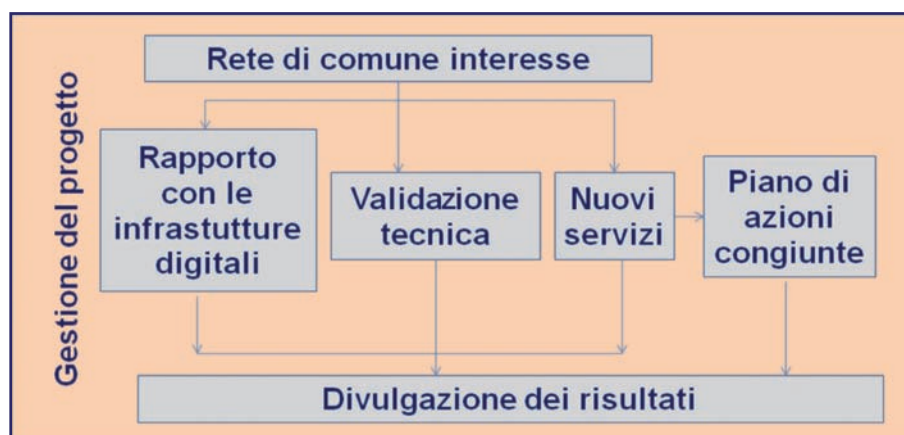 Gestione del progetto
Rete di comune interesse
Rapporto
con le
infrastutture
digitali
Validazione
tecnica
Nuovi
servizi
Piano di
azioni
congiunte
Divulgazione dei risultati